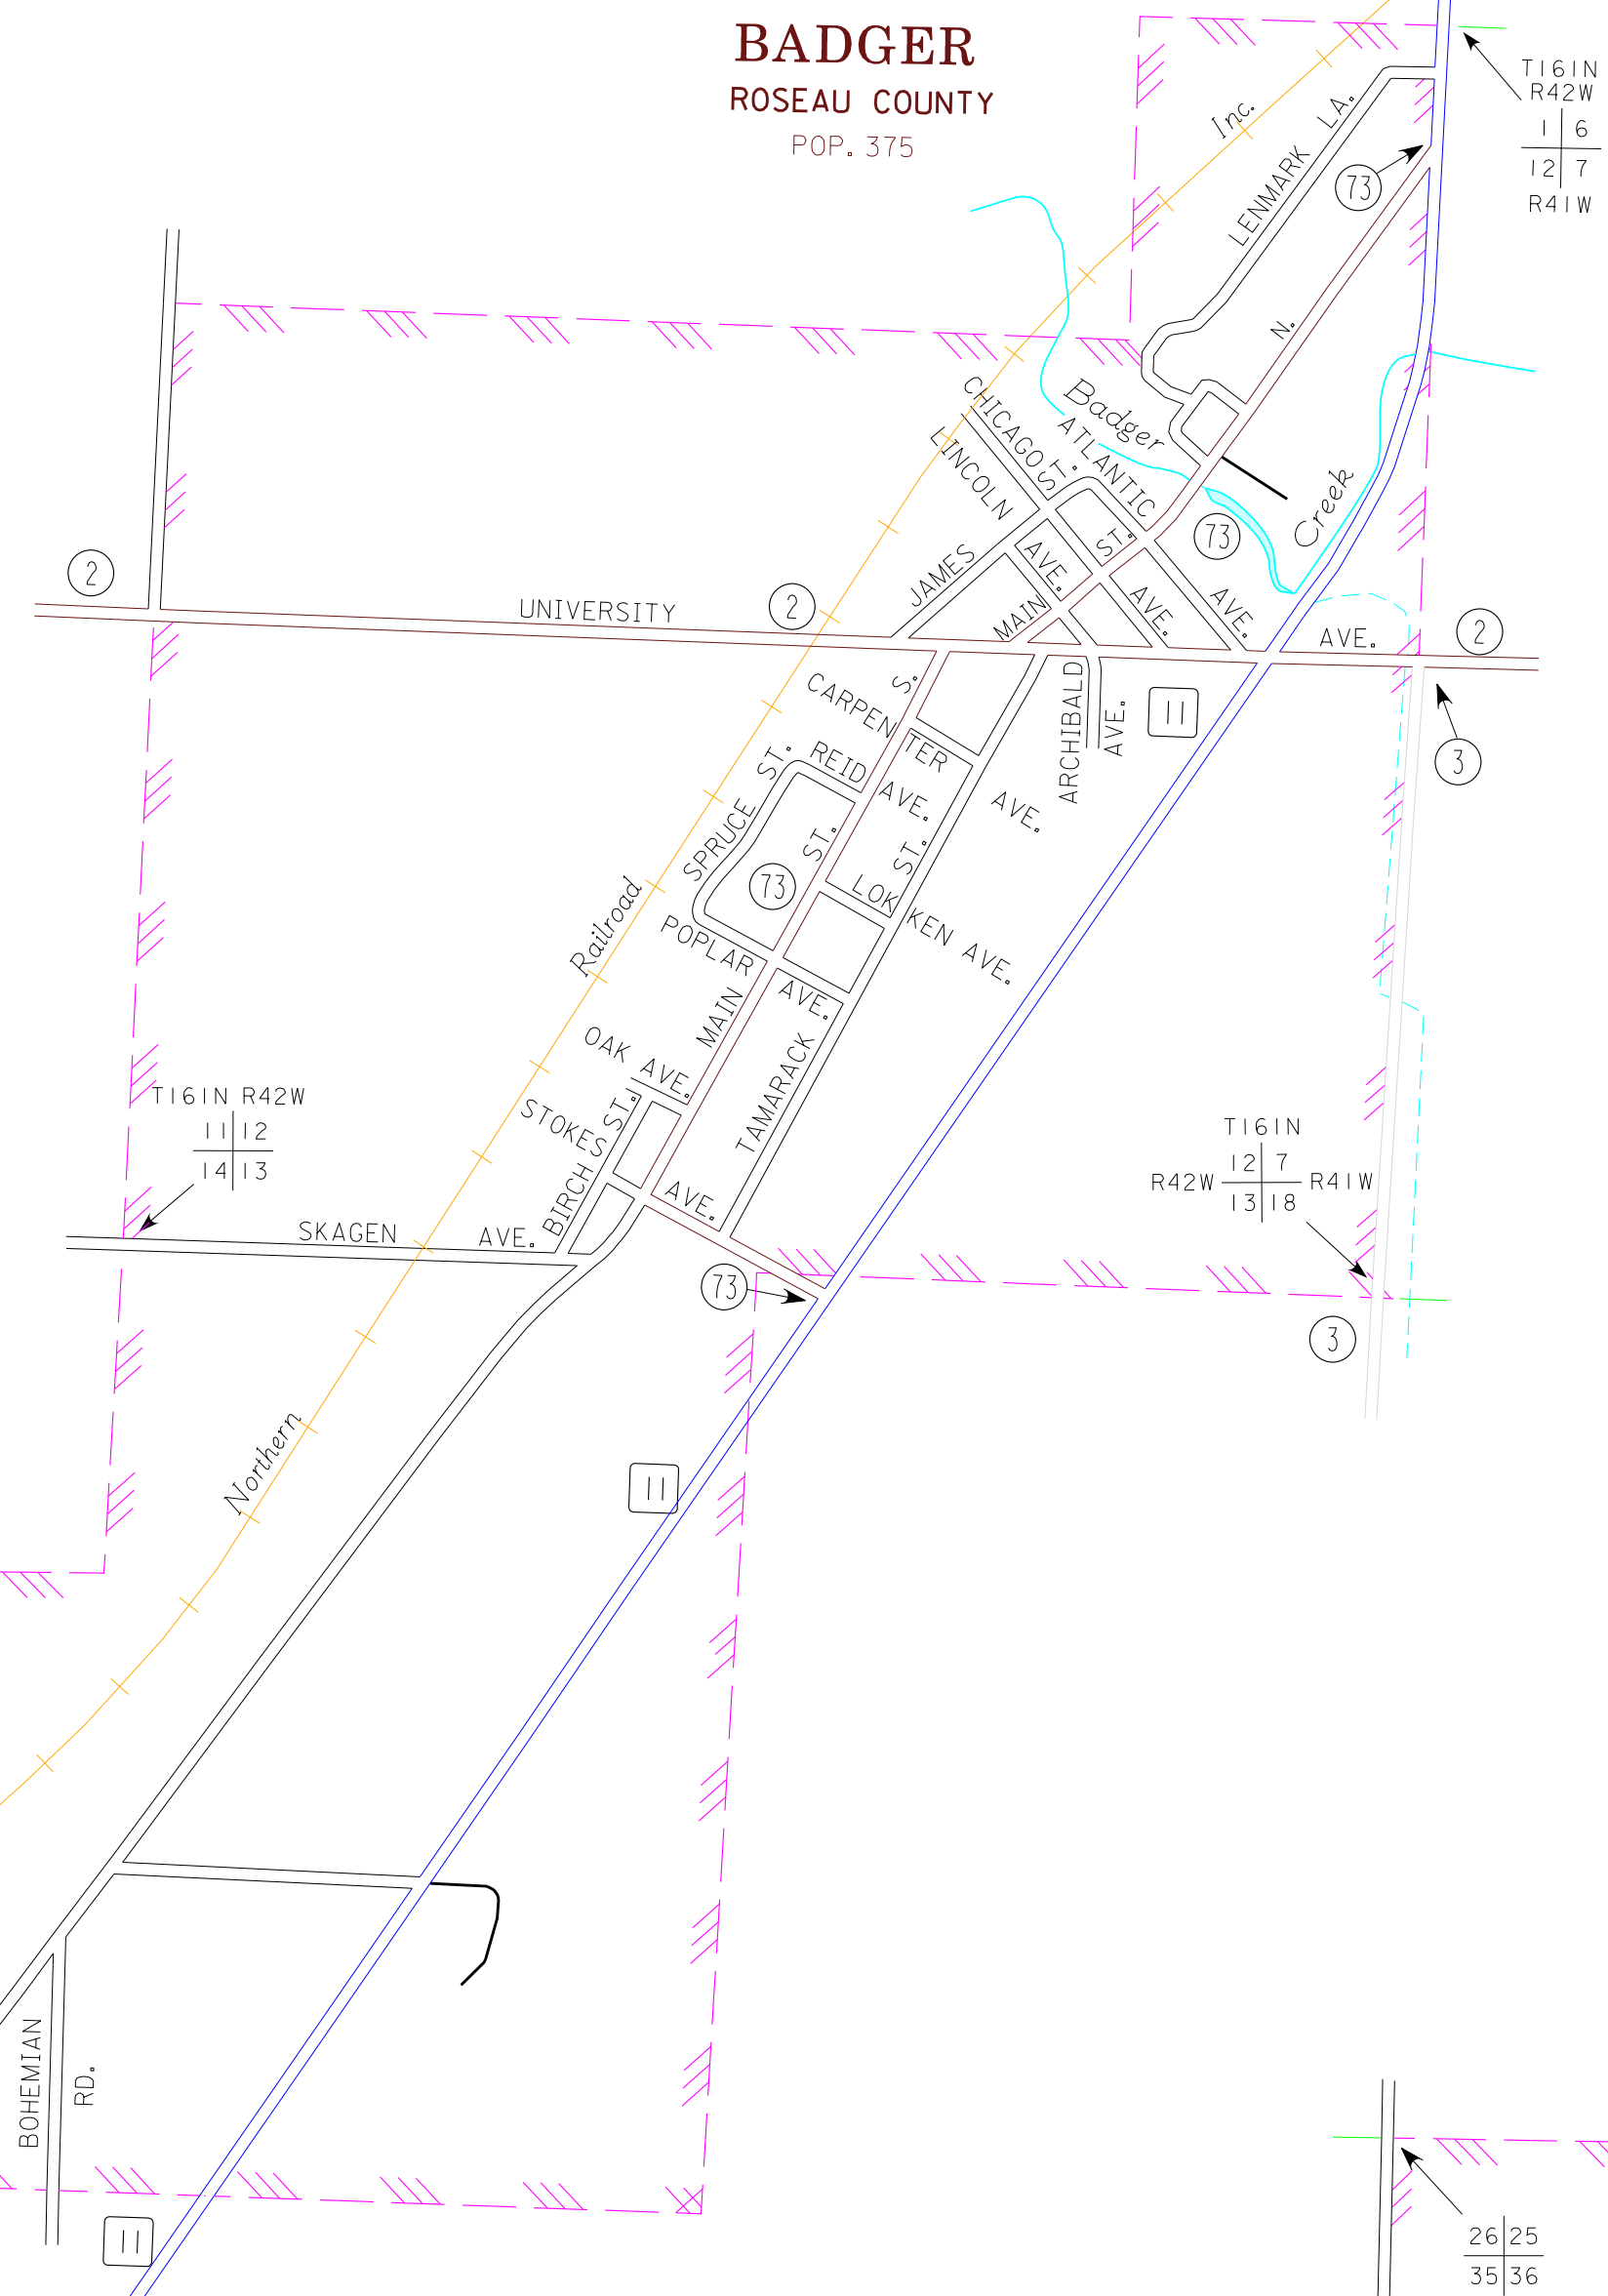 BADGER
ROSEAU COUNTY
POP. 375
T161N
R42W
1 6
12 7
R41W
Inc.
LENMARK LA.
73
N.
Badger
Creek
CHICAGO
ATLANTIC
LINCOLN
ST.
JAMES
AVE.
ST.
MAIN
AVE.
AVE.
73
2
UNIVERSITY
2
AVE.
2
S.
CARPENTER
AVE.
ARCHIBALD
AVE.
11
3
REID
AVE.
SPRUCE ST.
ST.
ST.
73
LOKKEN AVE.
Railroad
POPLAR
AVE.
MAIN
OAK AVE.
TAMARACK
STOKES
AVE.
BIRCH ST.
T161N R42W
11 12
14 13
T161N
12 7
R42W R41W
13 18
SKAGEN AVE.
73
3
Northern
11
BOHEMIAN
RD.
11
26 25
35 36